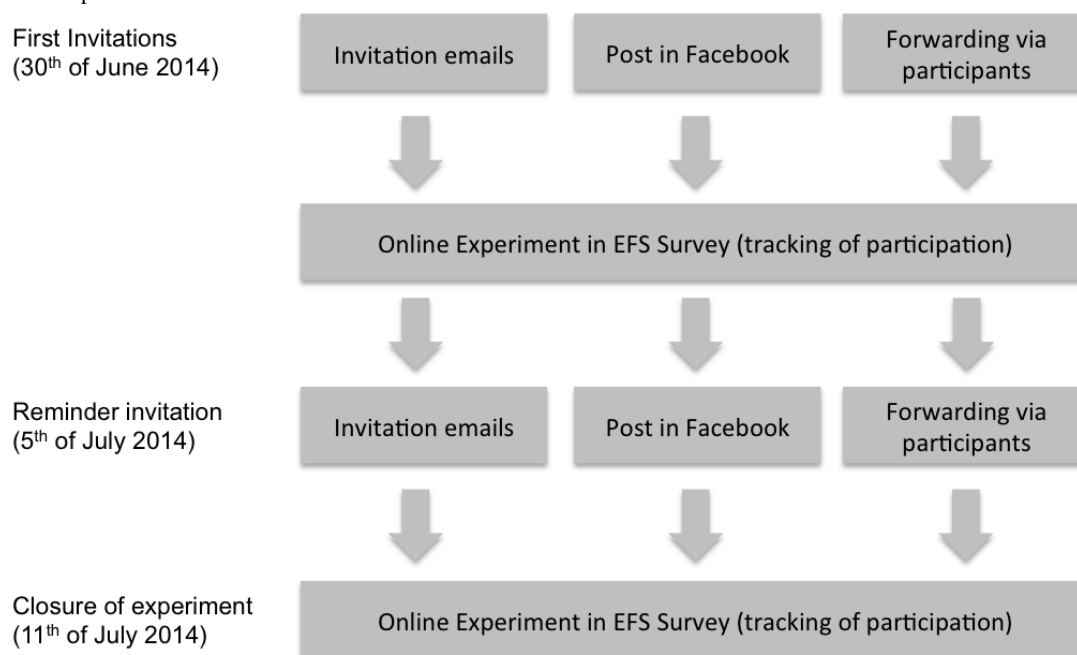 First Invitations
(30th of June 2014)
Invitation emails
Post in Facebook
Forwarding via
participants
Online Experiment in EFS Survey (tracking of participation)
Reminder invitation
(5th of July 2014)
Invitation emails
Post in Facebook
Forwarding via
participants
Closure of experiment
(11th of July 2014)
Online Experiment in EFS Survey (tracking of participation)